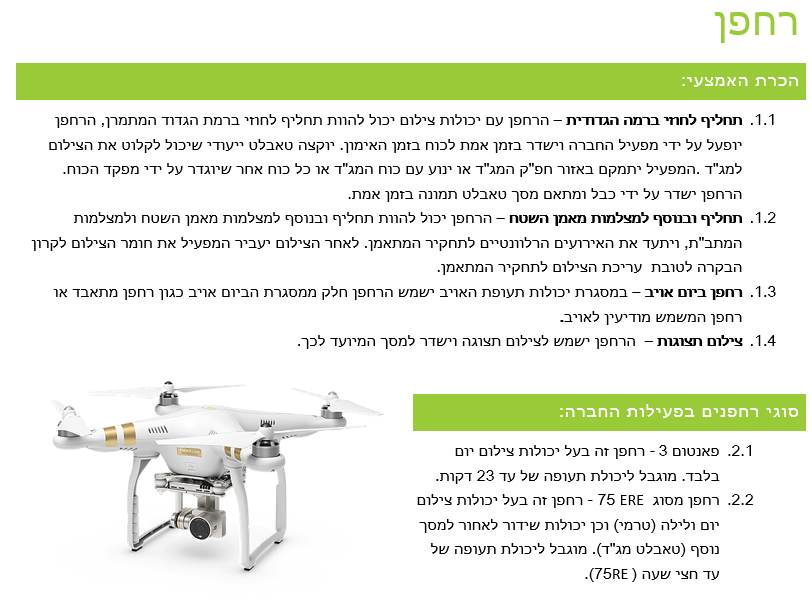 רחפן
הכרת האמצעי:
1.1. תחליף לחוזי ברמה הגדודית – הרחפן עם יכולות צילום יכול להוות תחליף לחוזי ברמת הגדוד המתמרן, הרחפן
יופעל על ידי מפעיל החברה וישדר בזמן אמת לכוח בזמן האימון. יוקצה טאבלט ייעודי שיכול לקלוט את הצילום
למג"ד .המפעיל יתמקם באזור חפ"ק המג"ד או ינוע עם כוח המג"ד או כל כוח אחר שיוגדר על ידי מפקד הכוח.
הרחפן ישדר על ידי כבל ומתאם מסך טאבלט תמונה בזמן אמת.
1.2. תחליף ובנוסף למצלמות מאמן השטח – הרחפן יכול להוות תחליף ובנוסף למצלמות מאמן השטח ולמצלמות
המתב"ת, ויתעד את האירועים הרלוונטיים לתחקיר המתאמן. לאחר הצילום יעביר המפעיל את חומר הצילום לקרון
הבקרה לטובת עריכת הצילום לתחקיר המתאמן.
1.3. רחפן ביום אויב – במסגרת יכולות תעופת האויב ישמש הרחפן חלק ממסגרת הביום אויב כגון רחפן מתאבד או
רחפן המשמש מודיעין לאויב.
1.4. צילום תצוגות – הרחפן ישמש לצילום תצוגה וישדר למסך המיועד לכך.
סוגי רחפנים בפעילות החברה:
2.1. פאנטום 3 - רחפן זה בעל יכולות צילום יום
בלבד. מוגבל ליכולת תעופה של עד 23 דקות.
2.2. רחפן מסוג ERE 75 - רחפן זה בעל יכולות צילום
יום ולילה (טרמי) וכן יכולות שידור לאחור למסך
נוסף (טאבלט מג"ד). מוגבל ליכולת תעופה של
עד חצי שעה ( 75RE).